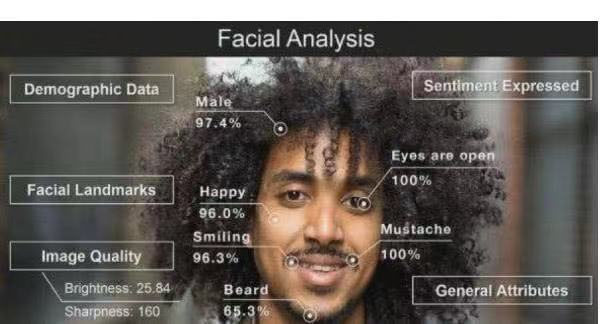 Facial Analysis
Demographic Data
Sentiment Expressed
Male
97.4%
Eyes are open
100%
Facial Landmarks
Happy
96.0%
Smiling
96.3%
Mustache
100%
Image Quality
Brightness: 25.84
Sharpness: 160
Beard
65.3%
General Attributes